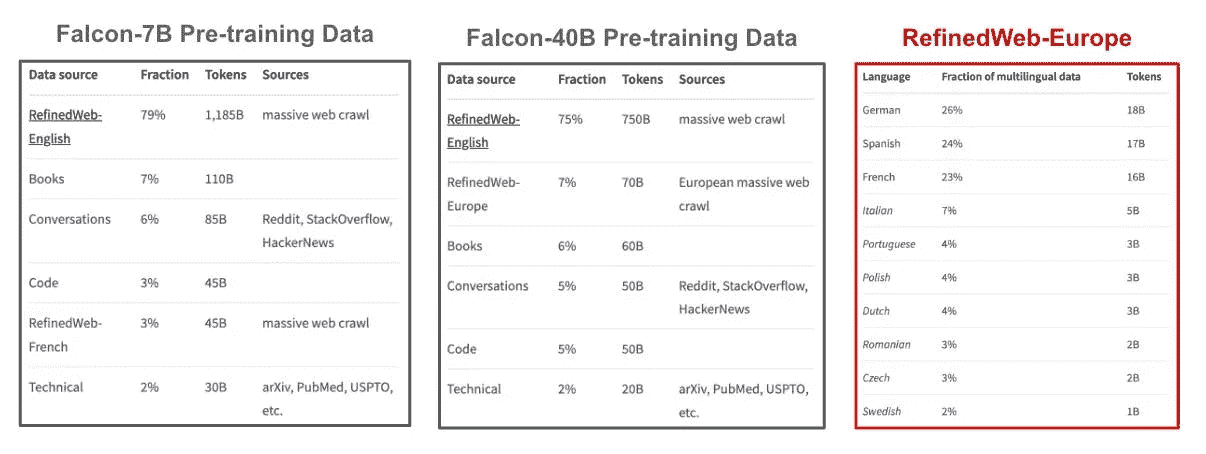 Falcon-7B Pre-training Data
Data source Fraction Tokens Sources
RefinedWeb- 79% 1,185B massive web crawl
English
Books 7% 110B
Conversations 6% 85B Reddit, StackOverflow,
HackerNews
Code 3% 45B
RefinedWeb- 3% 45B massive web crawl
French
Technical 2% 30B arXiv, PubMed, USPTO,
etc.
Falcon-40B Pre-training Data
Data source Fraction Tokens Sources
RefinedWeb- 75% 750B massive web crawl
English
RefinedWeb- 7% 70B European massive web
Europe crawl
Books 6% 60B
Conversations 5% 50B Reddit, StackOverflow,
HackerNews
Code 5% 50B
Technical 2% 20B arXiv, PubMed, USPTO,
etc.
RefinedWeb-Europe
Language Fraction of multilingual data Tokens
German 26% 18B
Spanish 24% 17B
French 23% 16B
Italian 7% 5B
Portuguese 4% 3B
Polish 4% 3B
Dutch 4% 3B
Romanian 3% 2B
Czech 3% 2B
Swedish 2% 1B